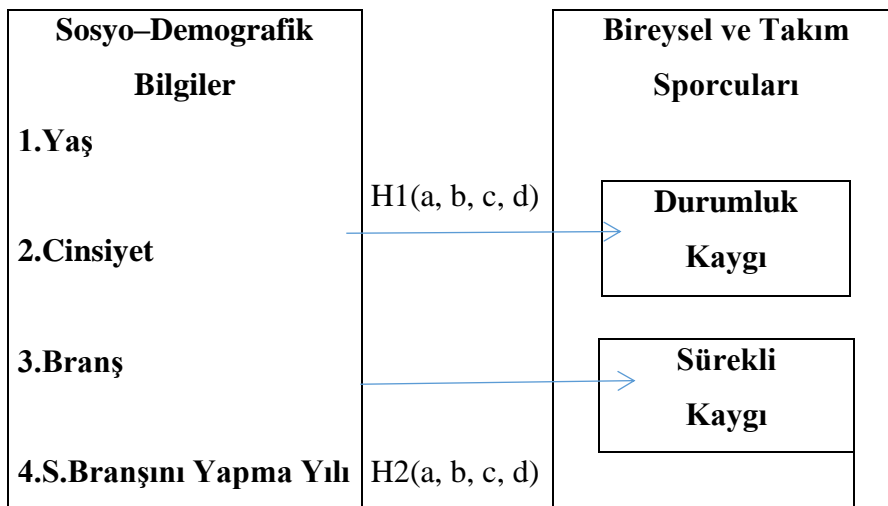 Sosyo–Demografik
Bilgiler
1.Yaş
2.Cinsiyet
3.Branş
4.S.Branşını Yapma Yılı
H1(a, b, c, d)
H2(a, b, c, d)
Bireysel ve Takım
Sporcuları
Durumluk
Kaygı
Sürekli
Kaygı